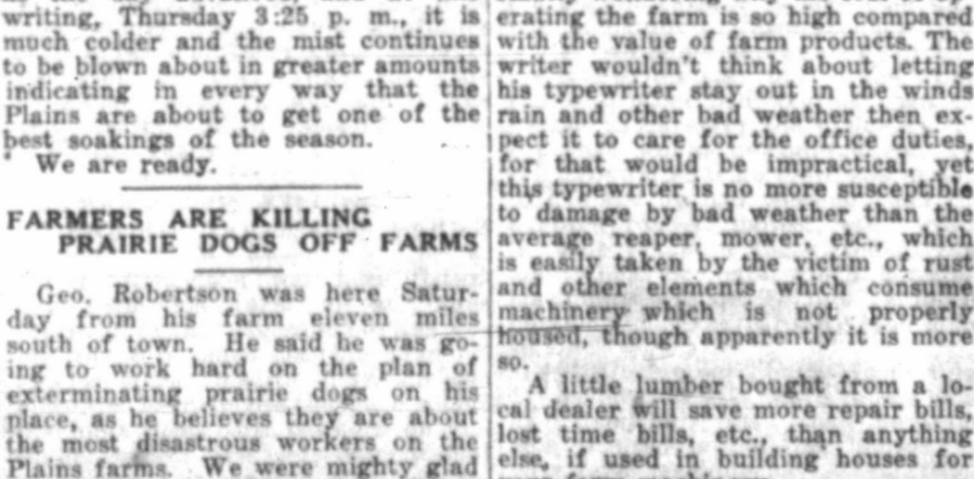 writing, Thursday 3:25 p. m., it is
much colder and the mist continues
to be blown about in greater amounts
indicating in every way that the
Plains are about to get one of the
best soakings of the season.
We are ready.
FARMERS ARE KILLING
PRAIRIE DOGS OFF FARMS
Geo. Robertson was here Satur-
day from his farm eleven miles
south of town. He said he was go-
ing to work hard on the plan of
exterminating prairie dogs on his
place, as he believes they are about
the most disastrous workers on the
Plains farms. We were mighty glad
erating the farm is so high compared
with the value of farm products. The
writer wouldn't think about letting
his typewriter stay out in the winds
rain and other bad weather then ex-
pect it to care for the office duties,
for that would be impractical, yet
this typewriter is no more susceptible
to damage by bad weather than the
average reaper, mower, etc., which
is easily taken by the victim of rust
and other elements which consume
machinery which is not properly
housed, though apparently it is more
so.
A little lumber bought from a lo-
cal dealer will save more repair bills,
lost time bills, etc., than anything
else, if used in building houses for